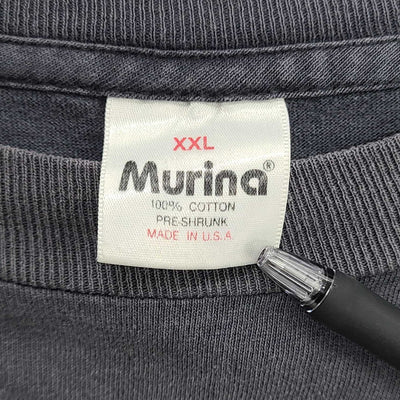 XXL
Murina®
100% COTTON
PRE-SHRUNK
MADE IN U.S.A.